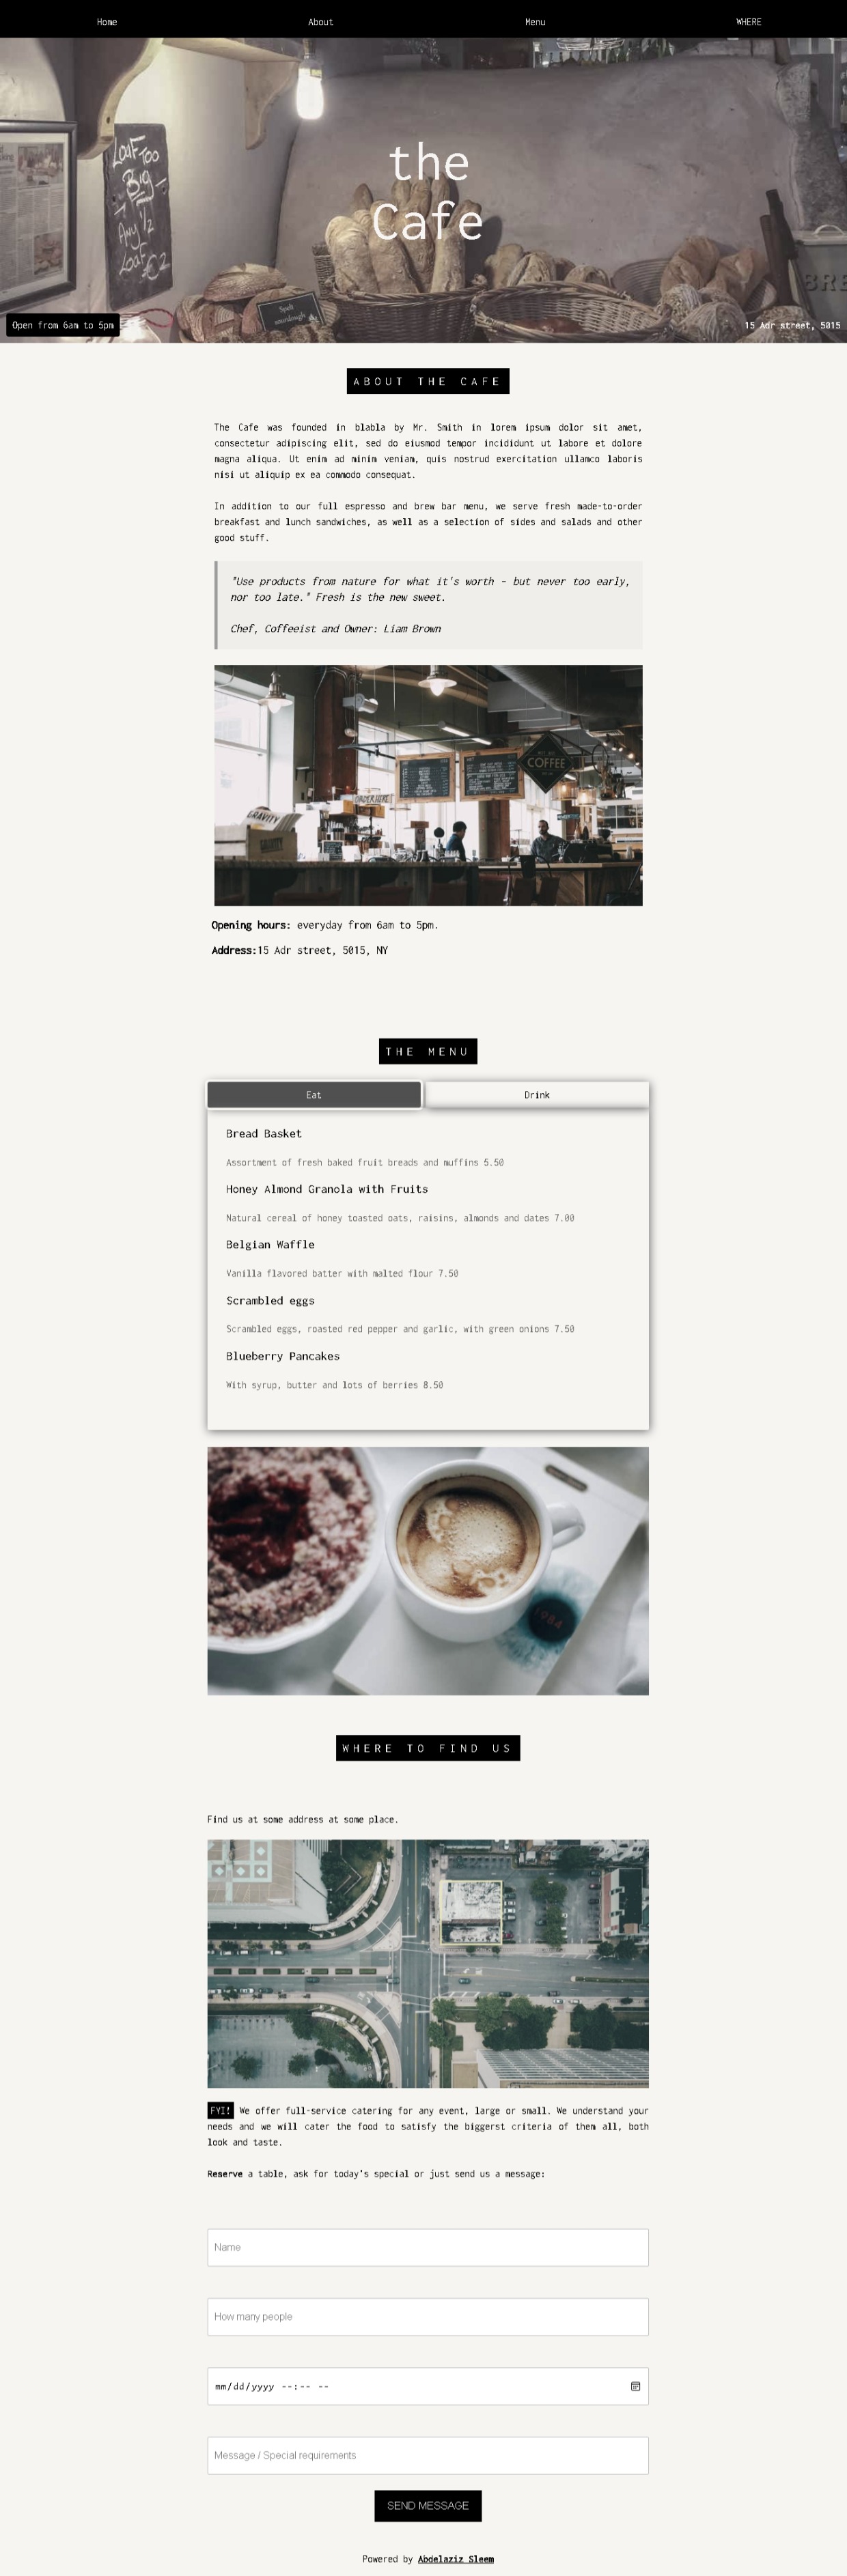 Home About Menu WHERE
LOAF TOO
BIG
Any 1/2
Loaf €2
the
Cafe
Spelt
sourdough
BRE
Open from 6am to 5pm
15 Adr street, 5015
ABOUT THE CAFE
The Cafe was founded in blabla by Mr. Smith in lorem ipsum dolor sit amet,
consectetur adipiscing elit, sed do eiusmod tempor incididunt ut labore et dolore
magna aliqua. Ut enim ad minim veniam, quis nostrud exercitation ullamco laboris
nisi ut aliquip ex ea commodo consequat.
In addition to our full espresso and brew bar menu, we serve fresh made-to-order
breakfast and lunch sandwiches, as well as a selection of sides and salads and other
good stuff.
"Use products from nature for what it's worth - but never too early,
nor too late." Fresh is the new sweet.
Chef, Coffeeist and Owner: Liam Brown
COFFEE
ORDER HERE
GRAVITY
Opening hours: everyday from 6am to 5pm.
Address:15 Adr street, 5015, NY
THE MENU
Eat Drink
Bread Basket
Assortment of fresh baked fruit breads and muffins 5.50
Honey Almond Granola with Fruits
Natural cereal of honey toasted oats, raisins, almonds and dates 7.00
Belgian Waffle
Vanilla flavored batter with malted flour 7.50
Scrambled eggs
Scrambled eggs, roasted red pepper and garlic, with green onions 7.50
Blueberry Pancakes
With syrup, butter and lots of berries 8.50
1984
WHERE TO FIND US
Find us at some address at some place.
FYI! We offer full-service catering for any event, large or small. We understand your
needs and we will cater the food to satisfy the biggerst criteria of them all, both
look and taste.
Reserve a table, ask for today's special or just send us a message:
Name
How many people
mm/dd/yyyy --:-- --
Message / Special requirements
SEND MESSAGE
Powered by Abdelaziz Sleem